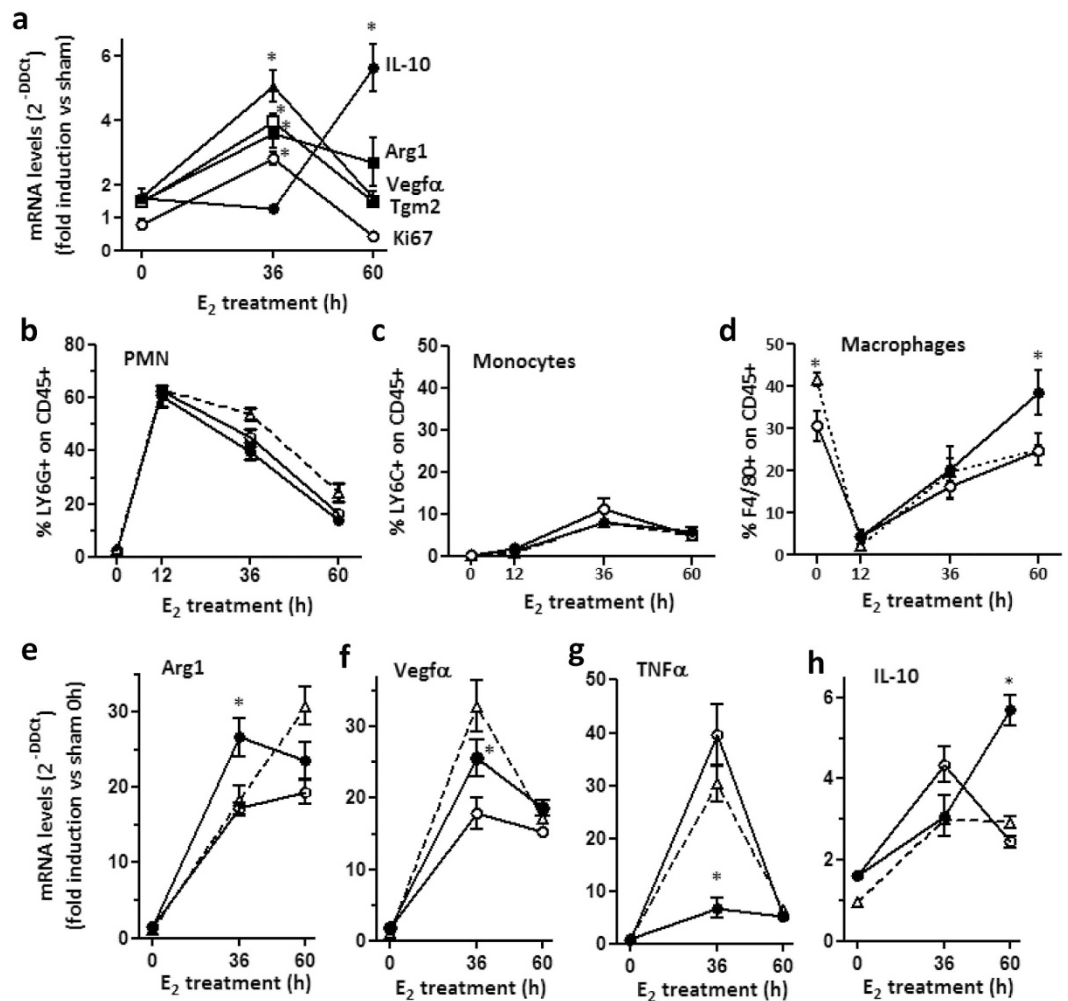 a
mRNA levels (2^-DDCt)
(fold induction vs sham)
6
4
2
1
0
*
*
*
*
*
*
IL-10
Arg1
Vegfα
Tgm2
Ki67
0 36 60
E₂ treatment (h)
b
PMN
% LY6G+ on CD45+
80
60
40
20
0
0 12 36 60
E₂ treatment (h)
c
Monocytes
% LY6C+ on CD45+
50
40
30
20
10
0
0 12 36 60
E₂ treatment (h)
d
Macrophages
% F4/80+ on CD45+
50
40
30
20
10
0
*
*
0 12 36 60
E₂ treatment (h)
e
Arg1
mRNA levels (2^-DDCt)
(fold induction vs sham 0h)
30
20
10
0
*
0 36 60
E₂ treatment (h)
f
Vegfα
30
20
10
0
*
0 36 60
E₂ treatment (h)
g
TNFα
50
40
30
20
10
0
*
0 36 60
E₂ treatment (h)
h
IL-10
6
4
2
0
*
0 36 60
E₂ treatment (h)